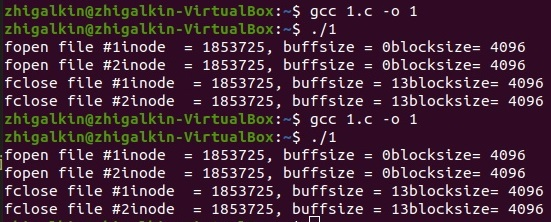 zhigalkin@zhigalkin-VirtualBox:~$ gcc 1.c -o 1
zhigalkin@zhigalkin-VirtualBox:~$ ./1
fopen file #1inode  = 1853725, buffsize = 0blocksize= 4096
fopen file #2inode  = 1853725, buffsize = 0blocksize= 4096
fclose file #1inode  = 1853725, buffsize = 13blocksize= 4096
fclose file #2inode  = 1853725, buffsize = 13blocksize= 4096
zhigalkin@zhigalkin-VirtualBox:~$ gcc 1.c -o 1
zhigalkin@zhigalkin-VirtualBox:~$ ./1
fopen file #1inode  = 1853725, buffsize = 0blocksize= 4096
fopen file #2inode  = 1853725, buffsize = 0blocksize= 4096
fclose file #1inode  = 1853725, buffsize = 13blocksize= 4096
fclose file #2inode  = 1853725, buffsize = 13blocksize= 4096